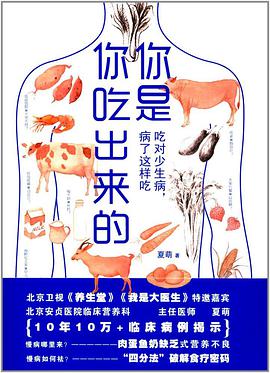 你是
你吃出来的
吃对少生病，
病了这样吃
夏萌 著
北京卫视《养生堂》《我是大医生》特邀嘉宾
北京安贞医院临床营养科 主任医师 夏萌
【10年10万+临床病例揭示】
慢病哪里来？——————肉蛋鱼奶缺乏式营养不良
慢病如何祛？——————“四分法”破解食疗密码